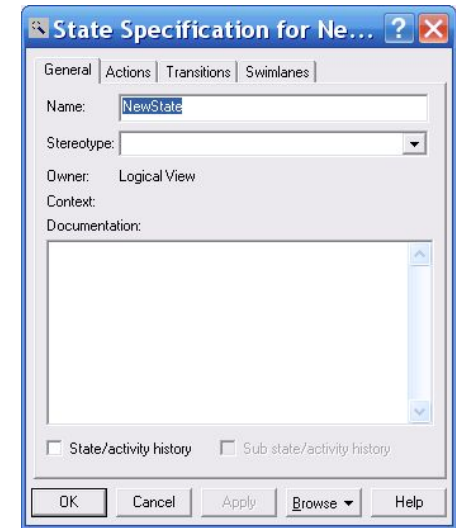 State Specification for Ne...
General Actions Transitions Swimlanes
Name: NewState
Stereotype:
Owner: Logical View
Context:
Documentation:
State/activity history Sub state/activity history
OK Cancel Apply Browse Help